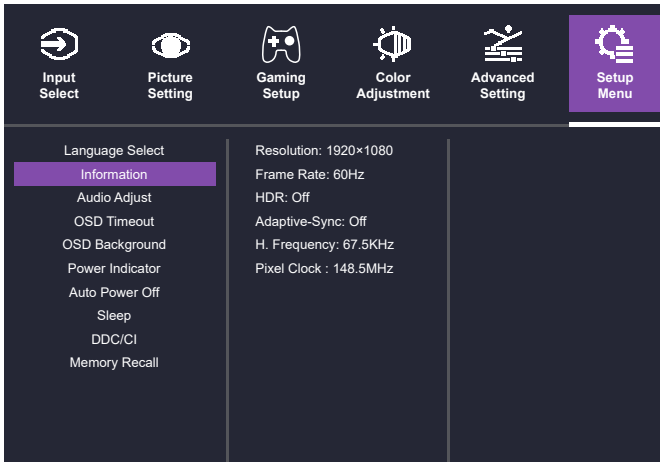 Input
Select
Picture
Setting
Gaming
Setup
Color
Adjustment
Advanced
Setting
Setup
Menu
Language Select
Information
Audio Adjust
OSD Timeout
OSD Background
Power Indicator
Auto Power Off
Sleep
DDC/CI
Memory Recall
Resolution: 1920×1080
Frame Rate: 60Hz
HDR: Off
Adaptive-Sync: Off
H. Frequency: 67.5KHz
Pixel Clock : 148.5MHz